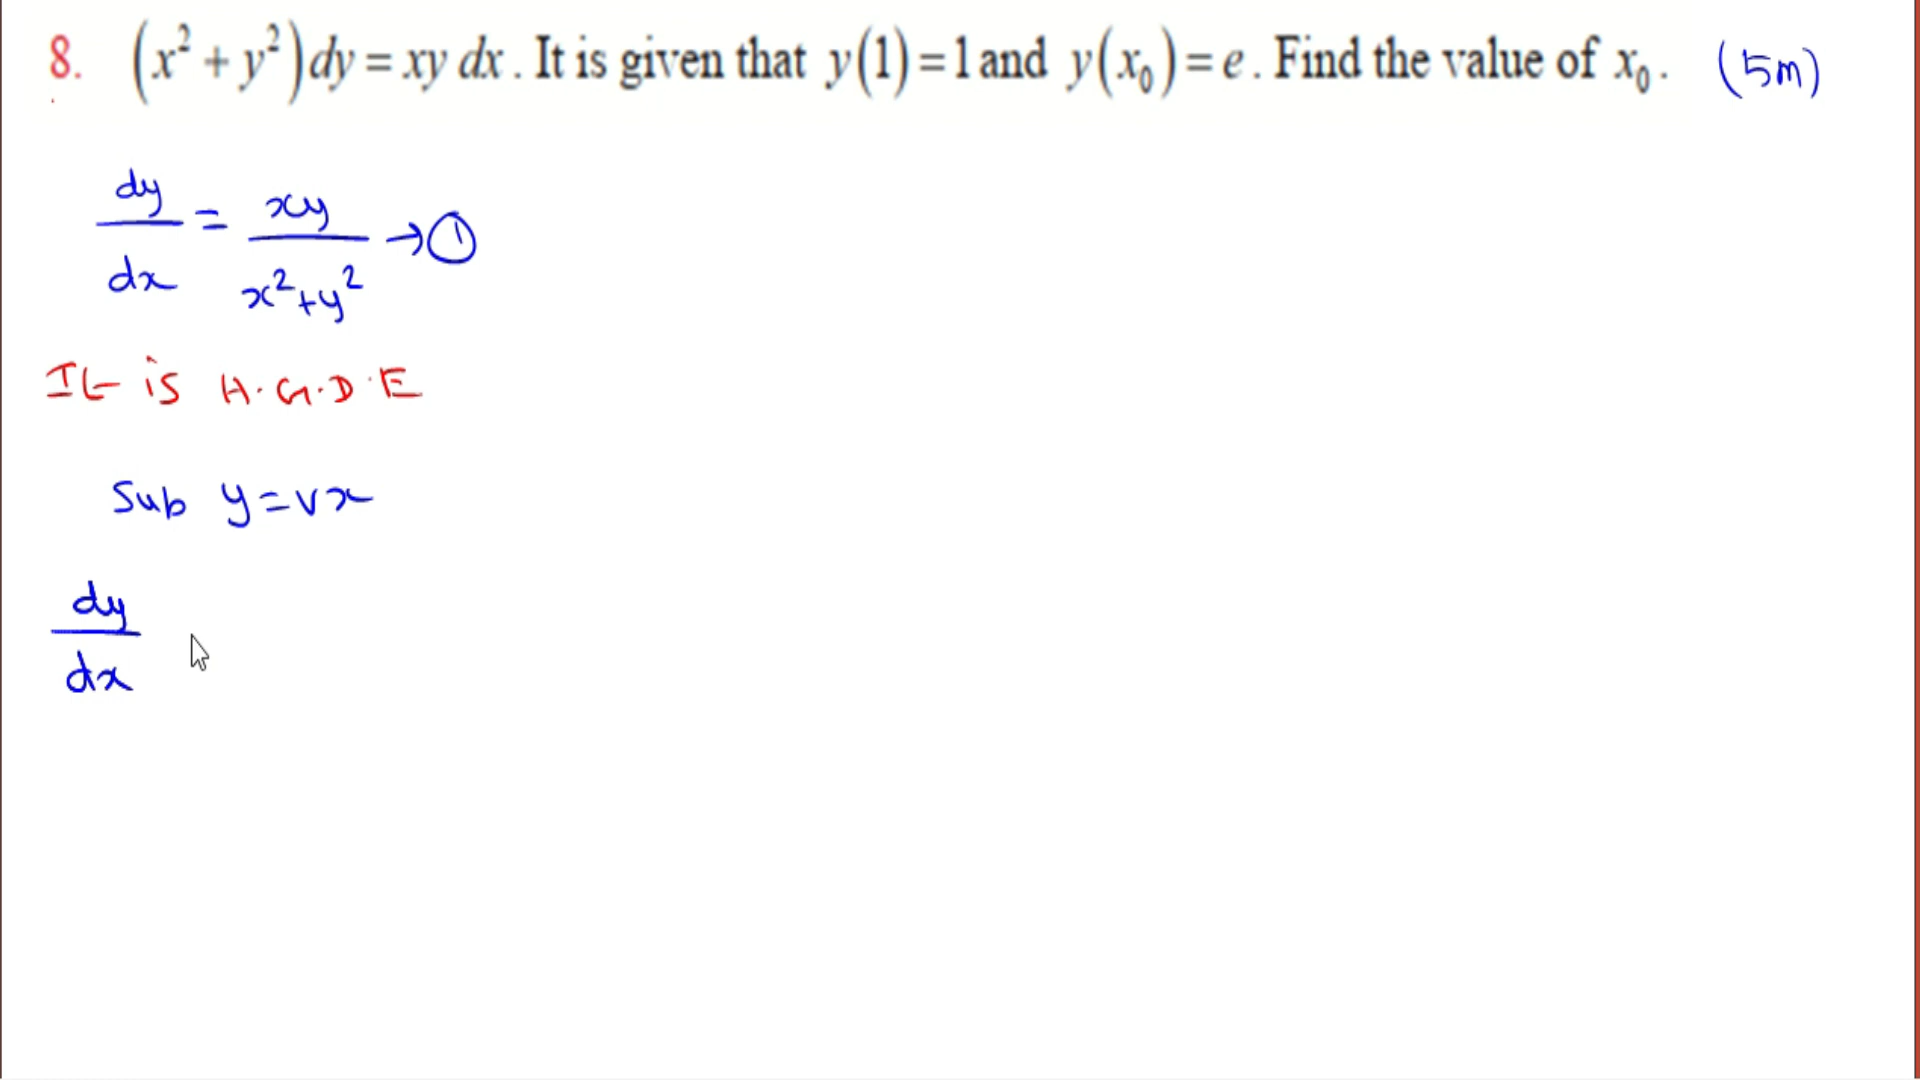 8. (x² + y²) dy = xy dx. It is given that y(1) = 1 and y(x₀) = e. Find the value of x₀. (5m)
dy/dx = xy/(x²+y²) → ①
It is H.G.D.E
Sub y = vx
dy/dx